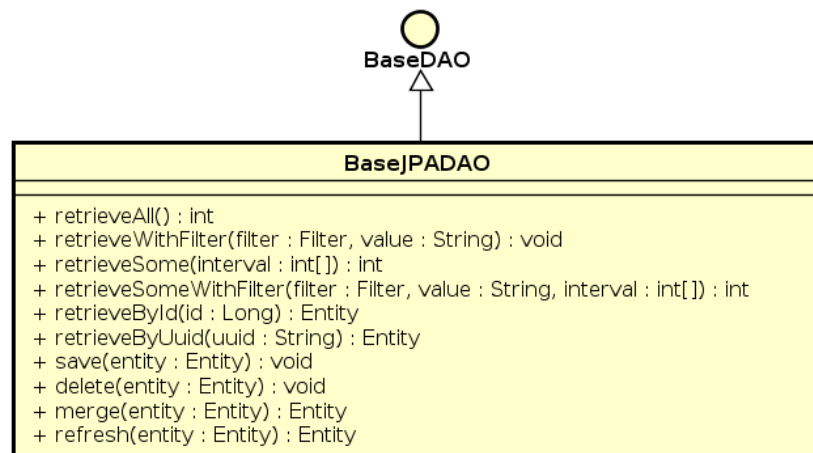 BaseDAO
BaseJPADAO
+ retrieveAll() : int
+ retrieveWithFilter(filter : Filter, value : String) : void
+ retrieveSome(interval : int[]) : int
+ retrieveSomeWithFilter(filter : Filter, value : String, interval : int[]) : int
+ retrieveById(id : Long) : Entity
+ retrieveByUuid(uuid : String) : Entity
+ save(entity : Entity) : void
+ delete(entity : Entity) : void
+ merge(entity : Entity) : Entity
+ refresh(entity : Entity) : Entity